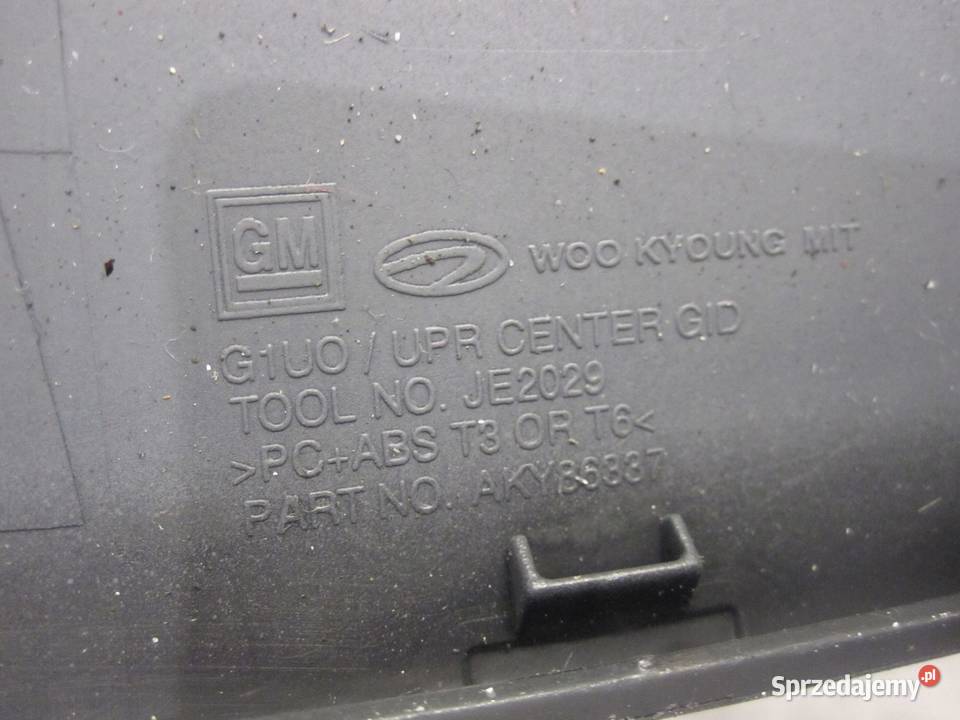 GM
WOO KYOUNG MIT
G1UO / UPR CENTER GID
TOOL NO. JE2029
>PC+ABS T3 OR T6<
PART NO. AKY86337
Sprzedajemy.pl